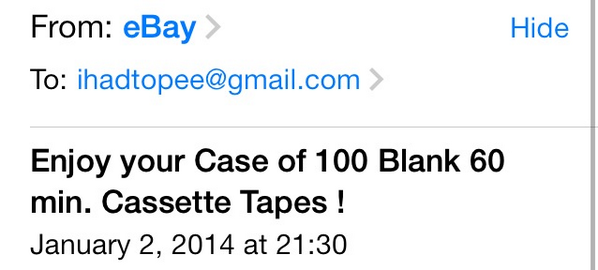 From: eBay Hide
To: ihadtopee@gmail.com
Enjoy your Case of 100 Blank 60
min. Cassette Tapes !
January 2, 2014 at 21:30